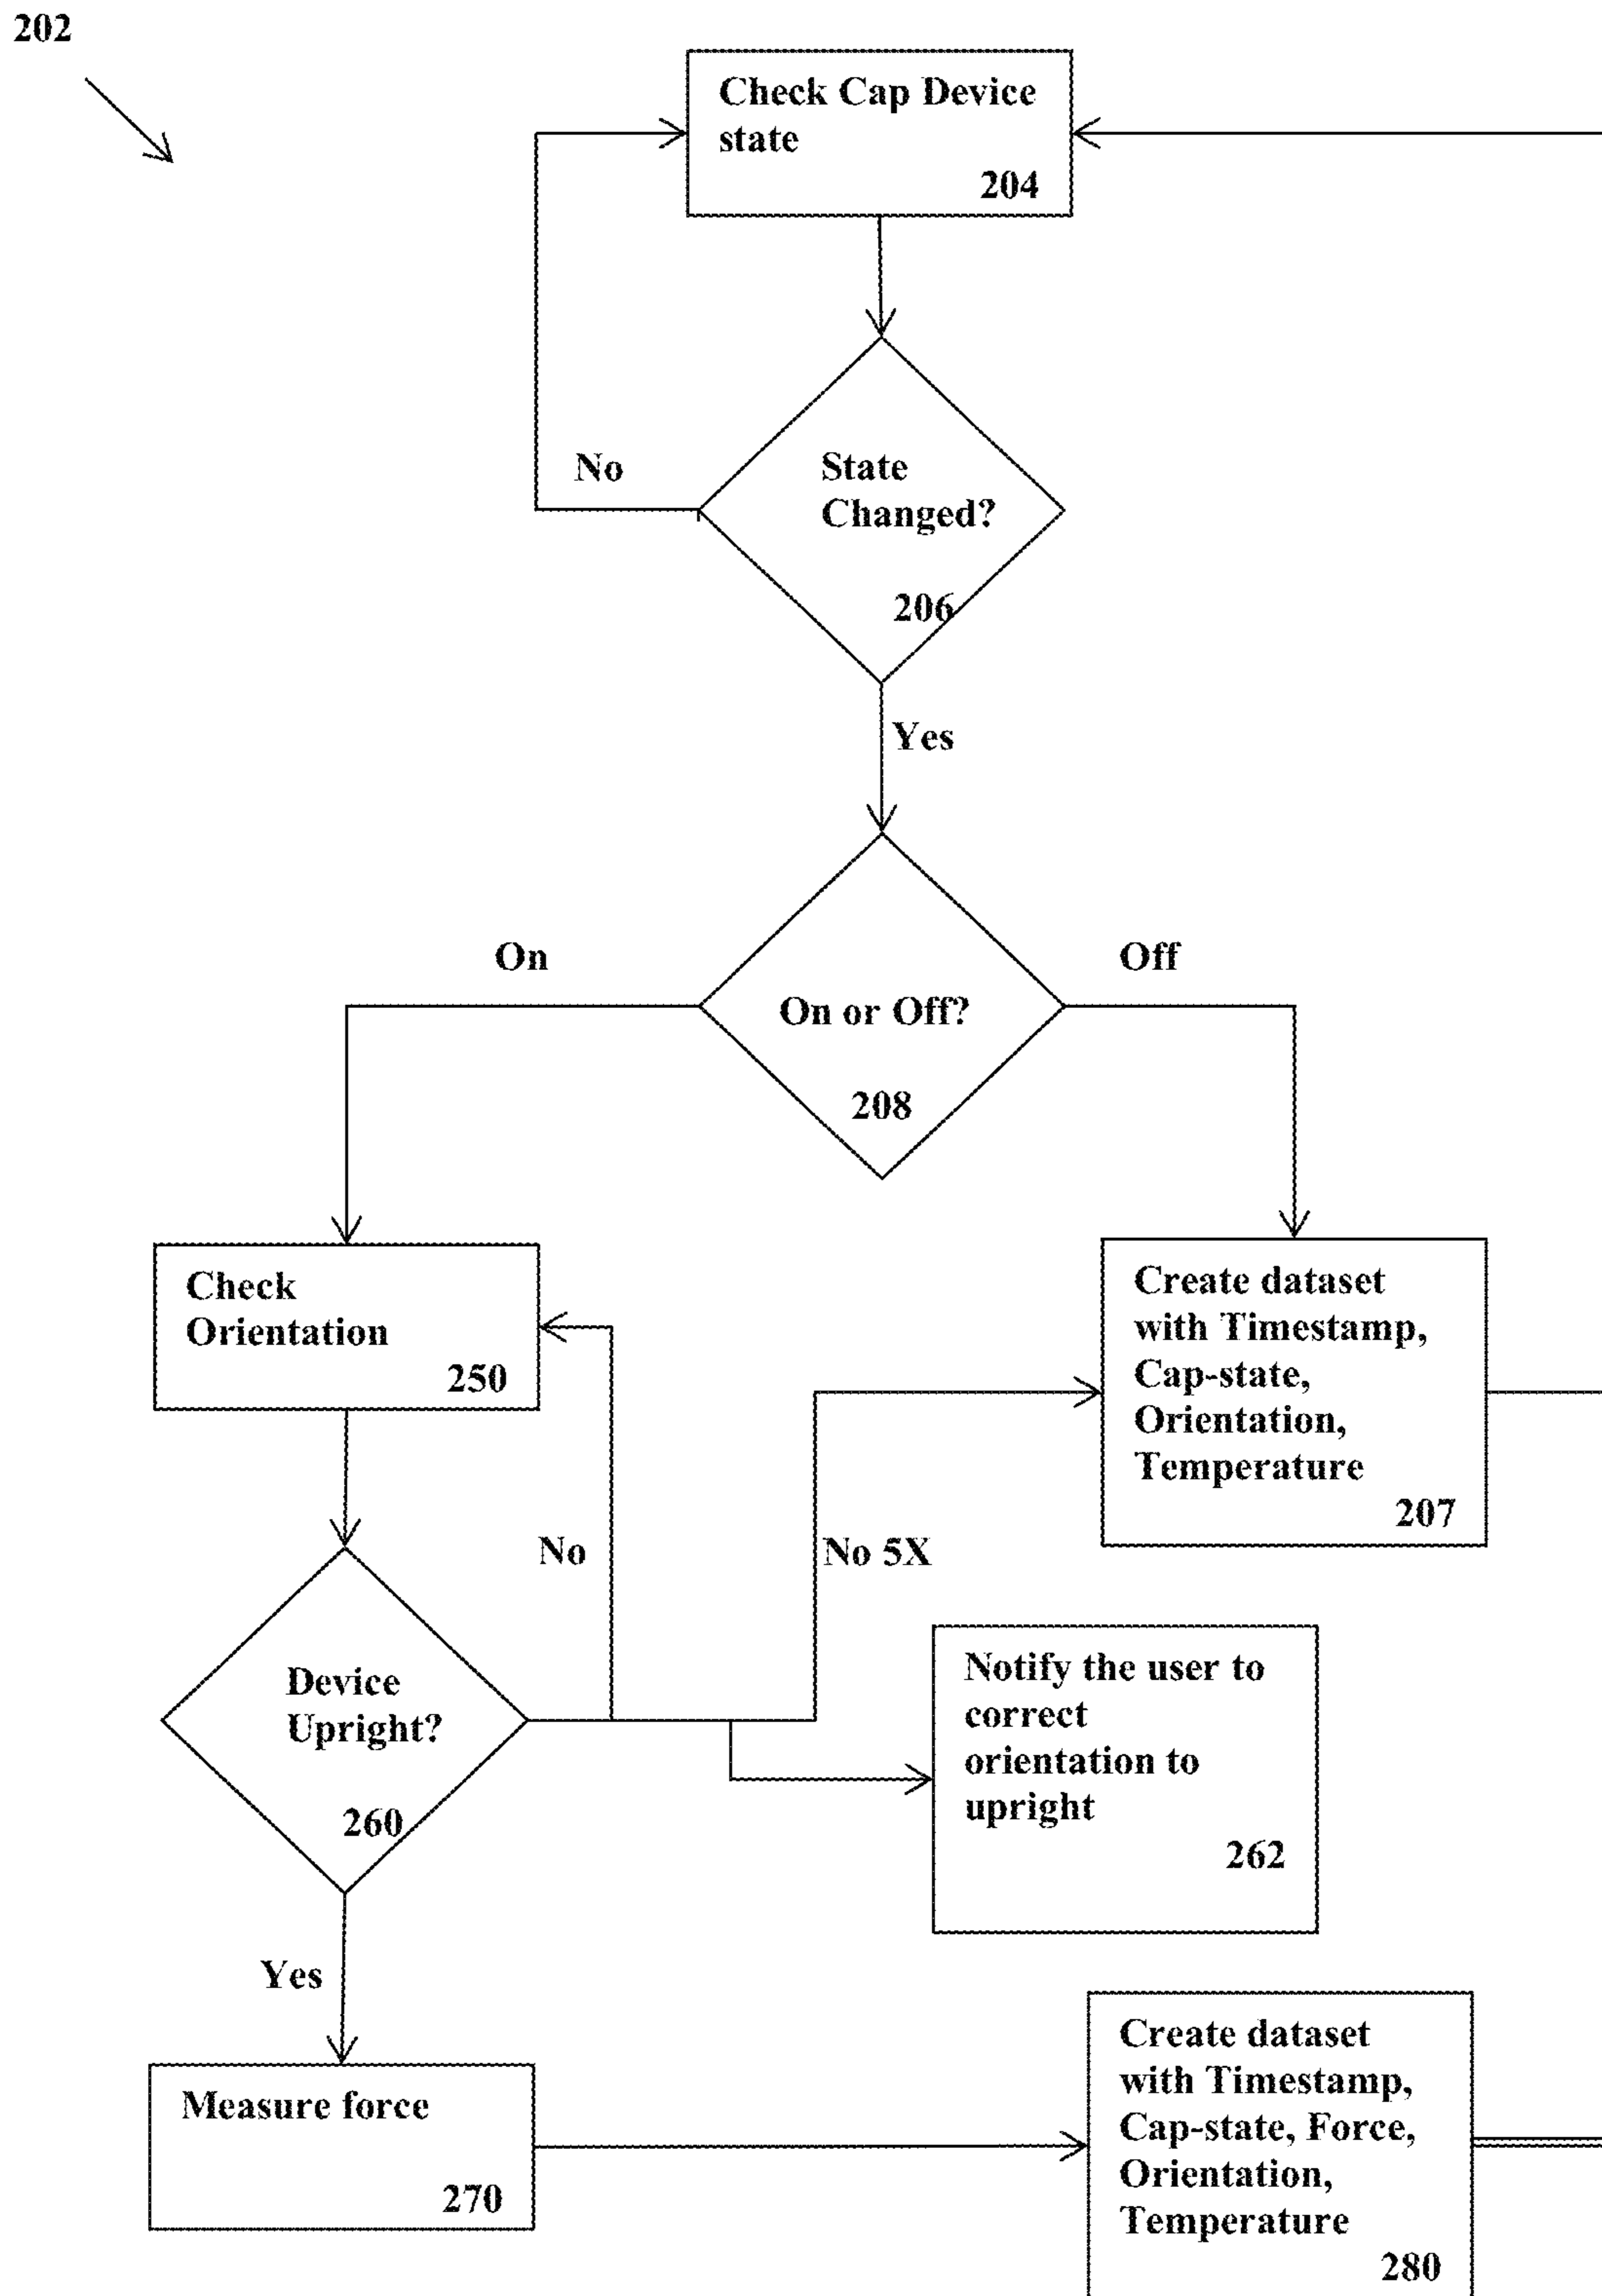 202
Check Cap Device
state
204
No
State
Changed?
206
Yes
On
Off
On or Off?
208
Check
Orientation
250
Create dataset
with Timestamp,
Cap-state,
Orientation,
Temperature
207
No
No 5X
Device
Upright?
260
Notify the user to
correct
orientation to
upright
262
Yes
Measure force
270
Create dataset
with Timestamp,
Cap-state, Force,
Orientation,
Temperature
280